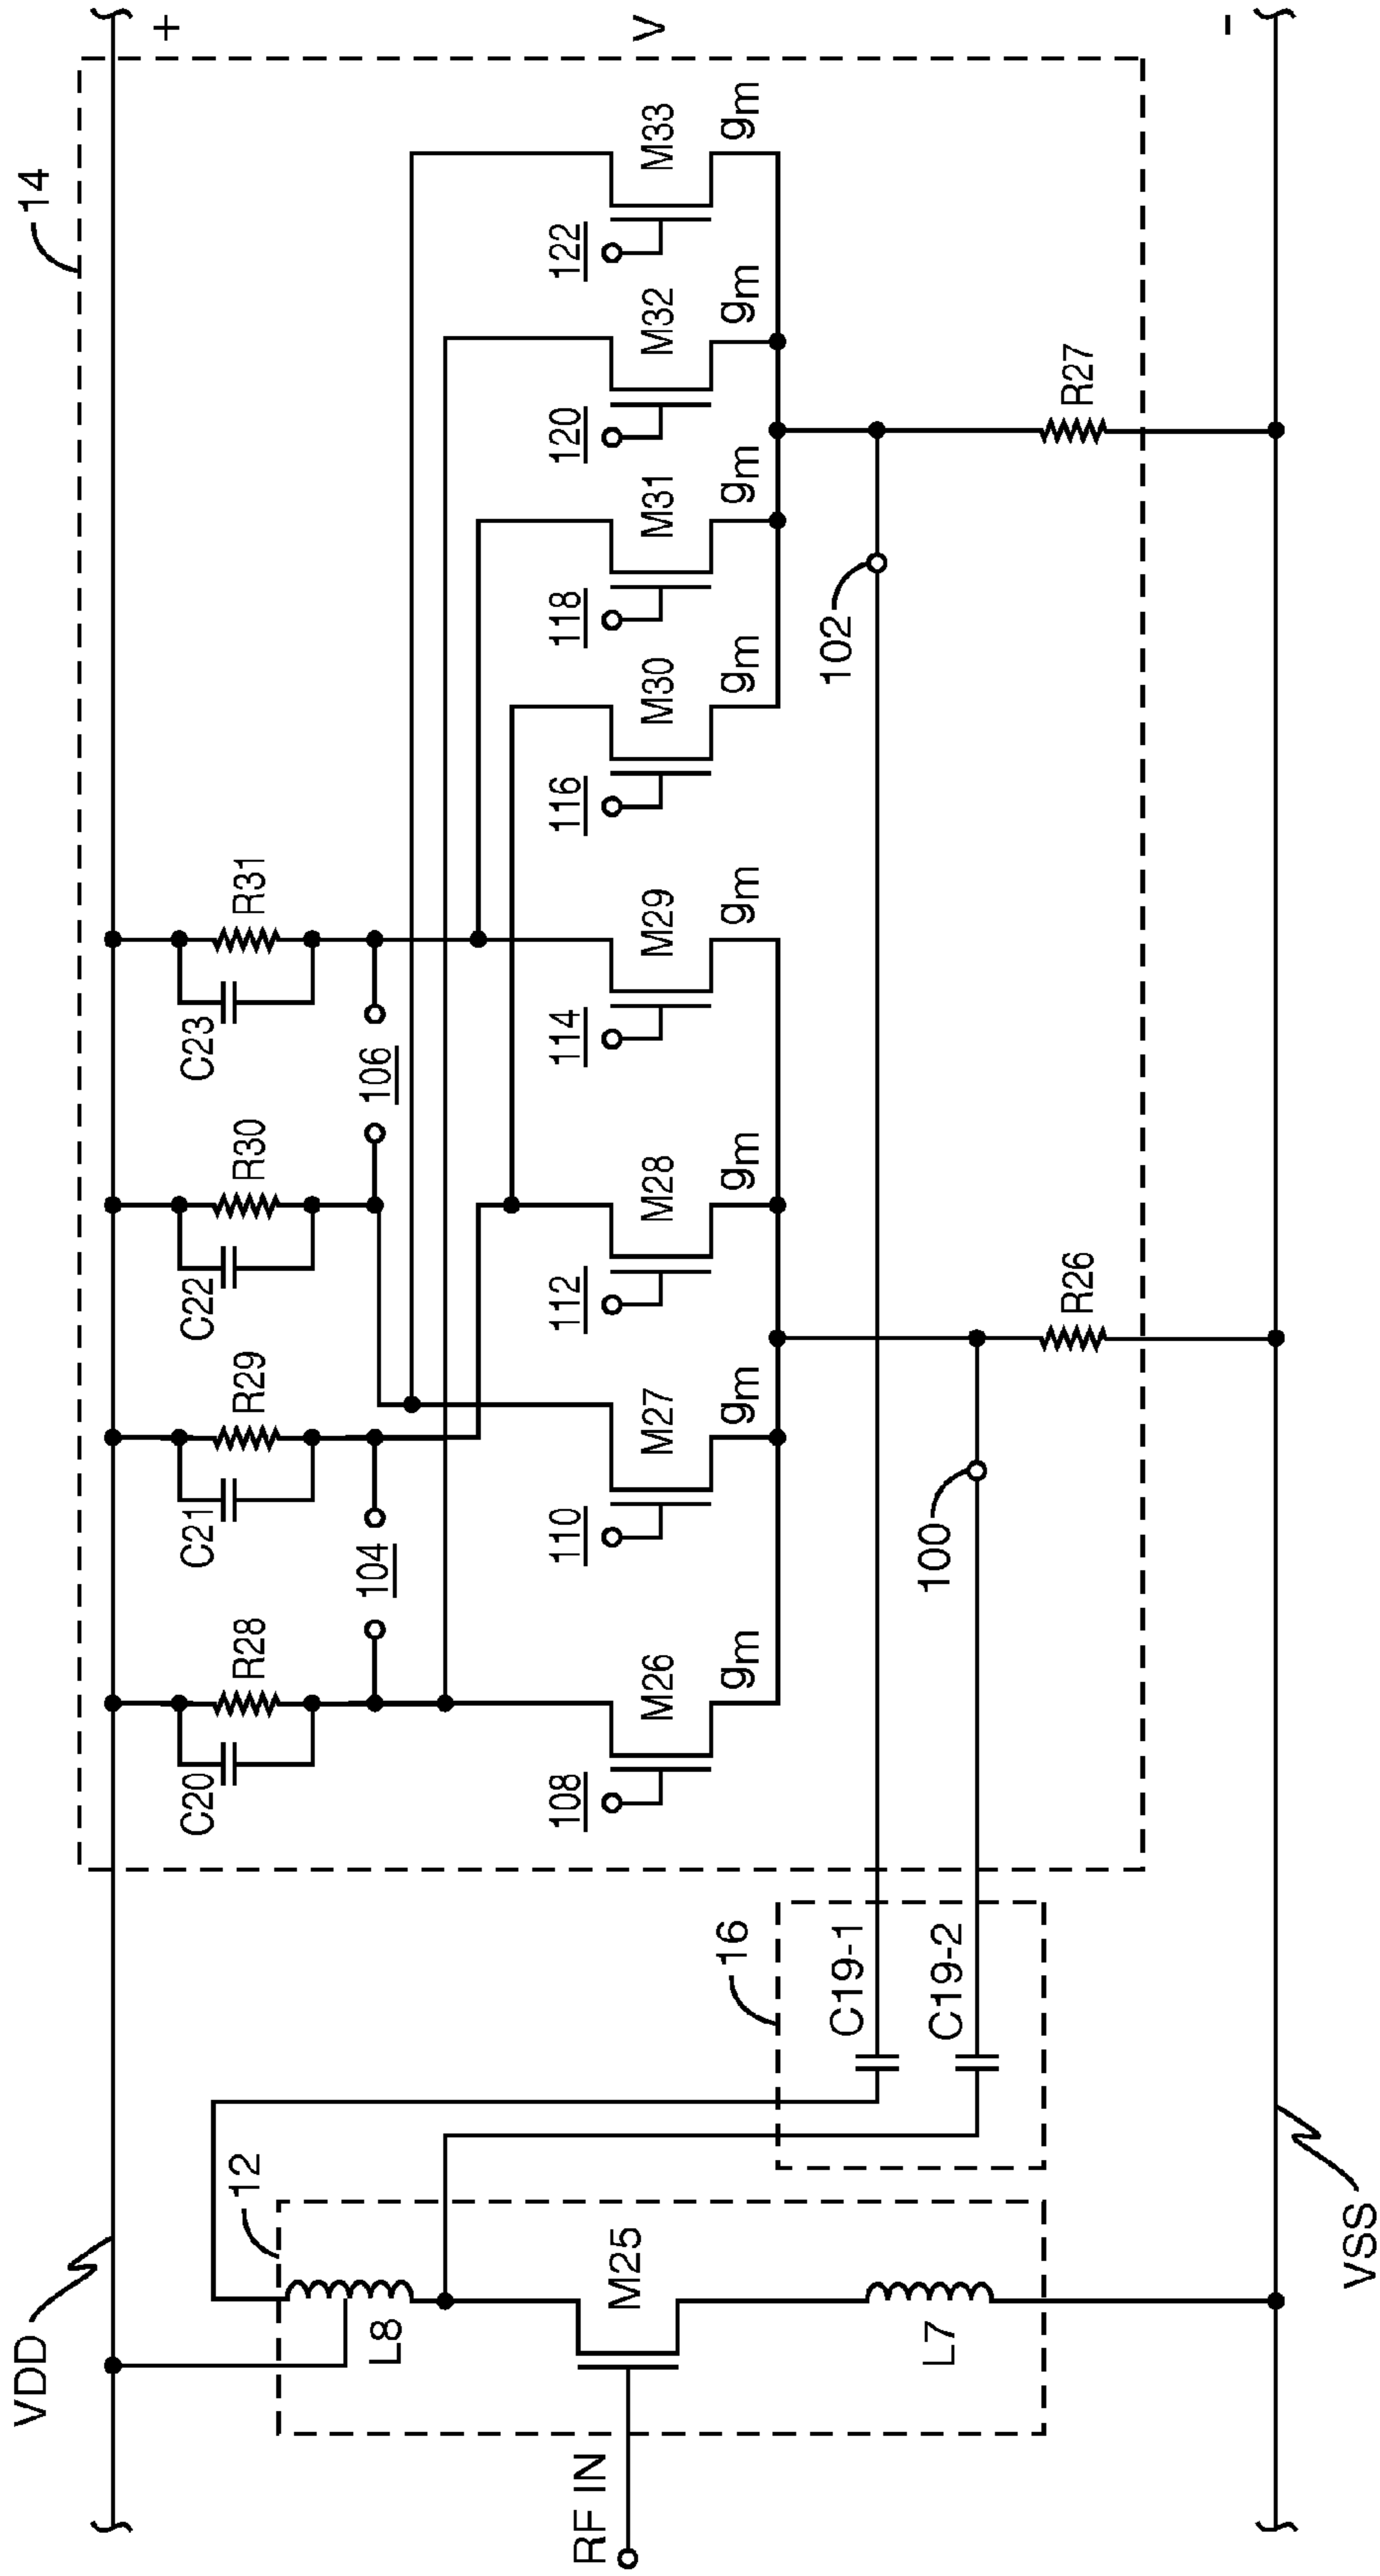 VDD
14
+
C20
R28
C21
R29
C22
R30
C23
R31
104
106
12
L8
M25
RF IN
L7
16
C19-1
C19-2
108
M26
gm
110
M27
gm
112
M28
gm
114
M29
gm
116
M30
gm
118
M31
gm
120
M32
gm
122
M33
gm
V
100
102
R26
R27
-
VSS